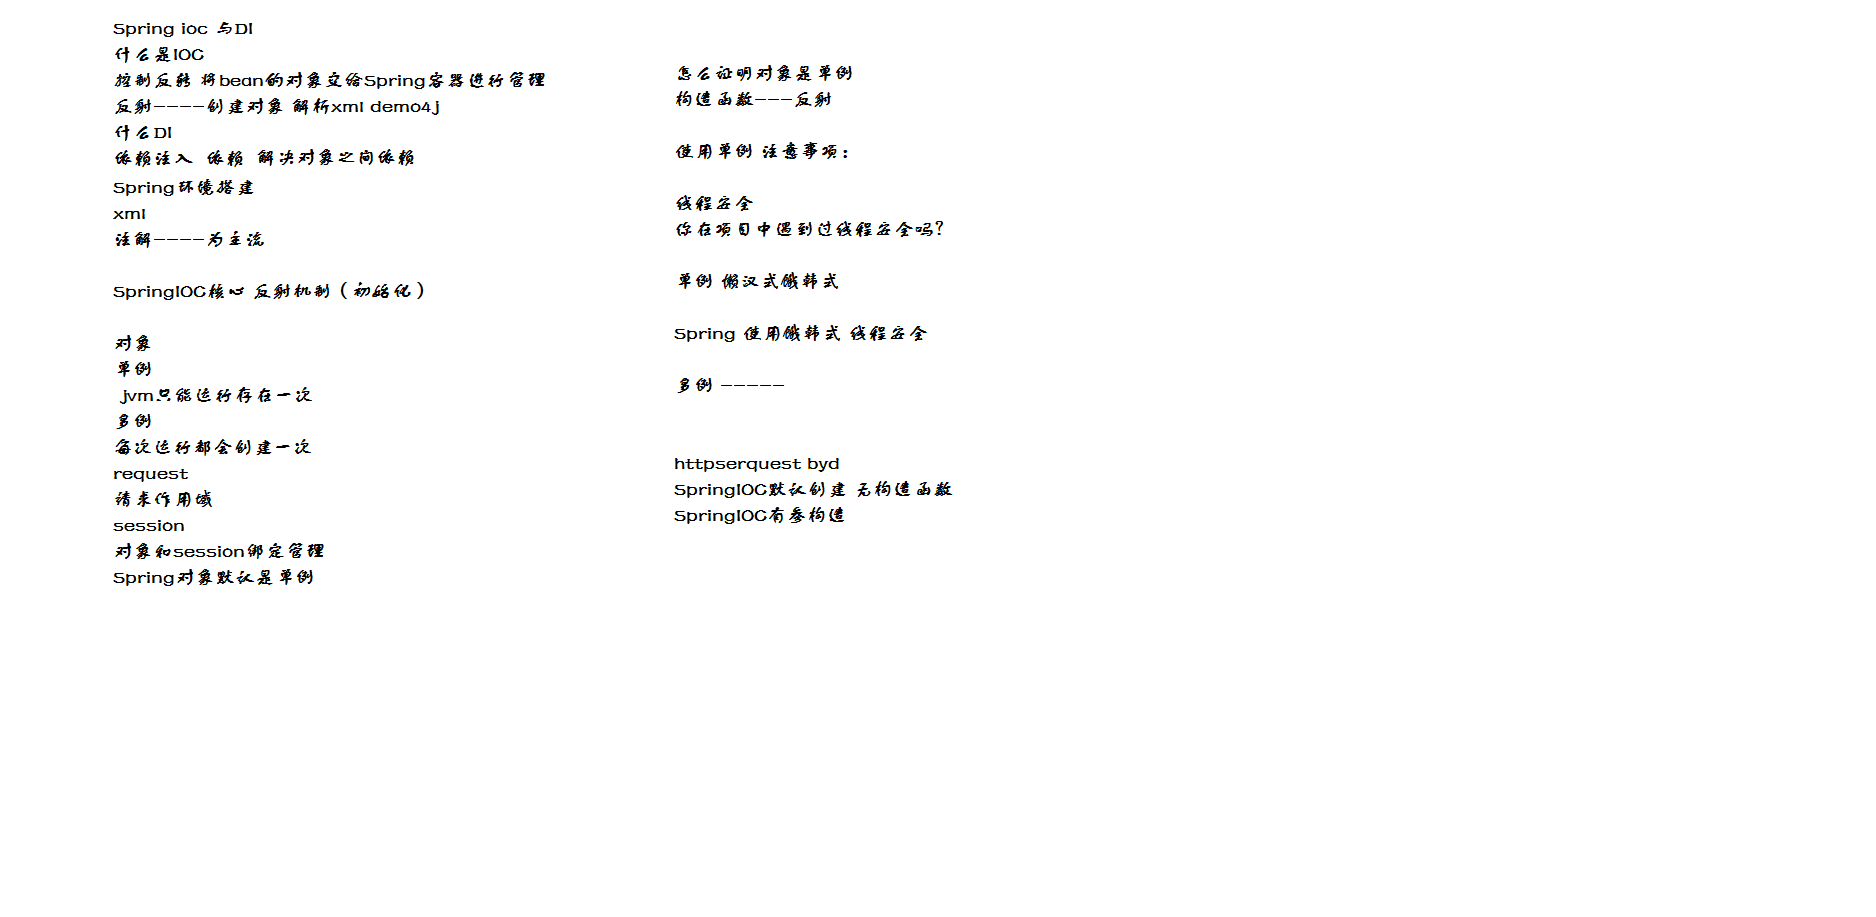 Spring ioc 与DI
什么是IOC
控制反转 将bean的对象交给Spring容器进行管理
反射----创建对象 解析xml demo4j
什么DI
依赖注入  依赖  解决对象之间依赖
Spring环境搭建
xml
注解----为主流
SpringIOC核心 反射机制（初始化）
对象
单例
jvm只能运行存在一次
多例
每次运行都会创建一次
request
请求作用域
session
对象和session绑定管理
Spring对象默认是单例
怎么证明对象是单例
构造函数---反射
使用单例 注意事项：
线程安全
你在项目中遇到过线程安全吗？
单例 懒汉式饿韩式
Spring 使用饿韩式 线程安全
多例 -----
httpserquest byd
SpringIOC默认创建 无构造函数
SpringIOC有参构造